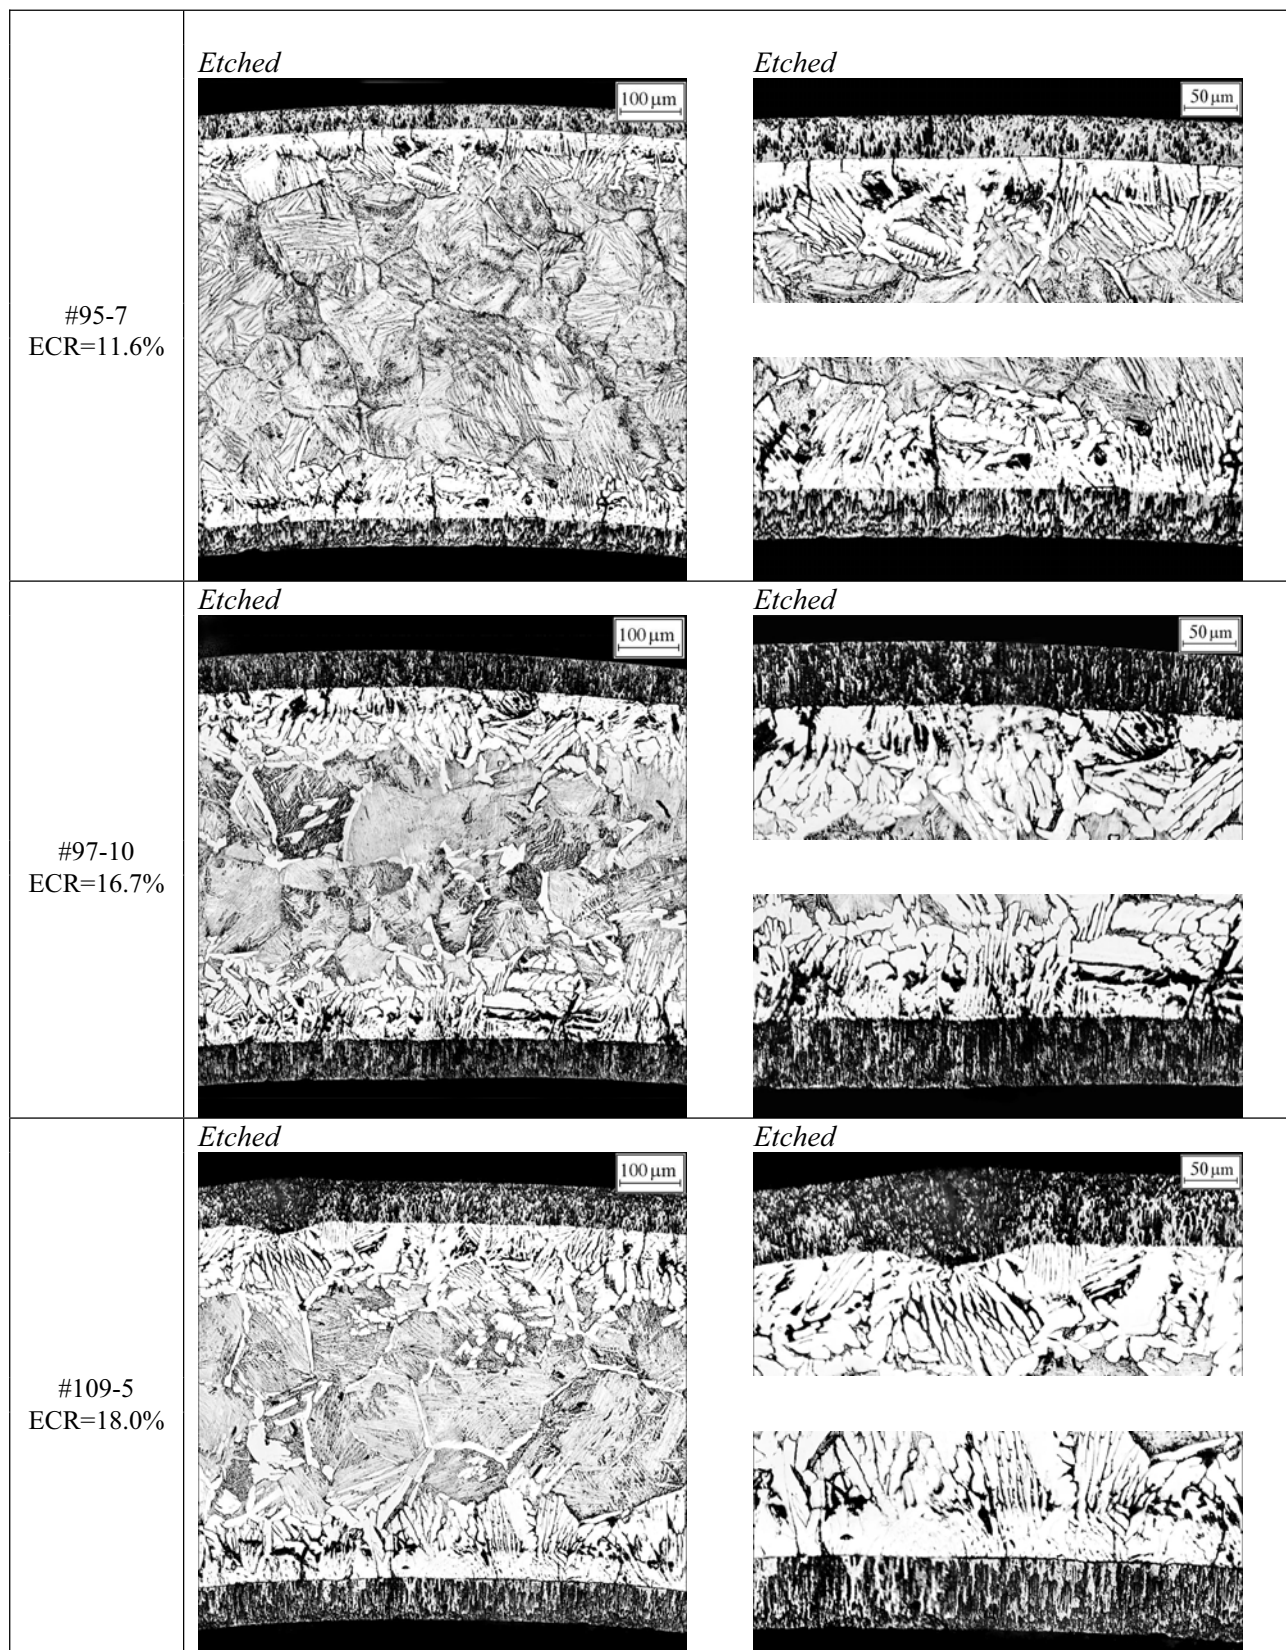 Etched
Etched
100 μm
50 μm
#95-7
ECR=11.6%
Etched
Etched
100 μm
50 μm
#97-10
ECR=16.7%
Etched
Etched
100 μm
50 μm
#109-5
ECR=18.0%